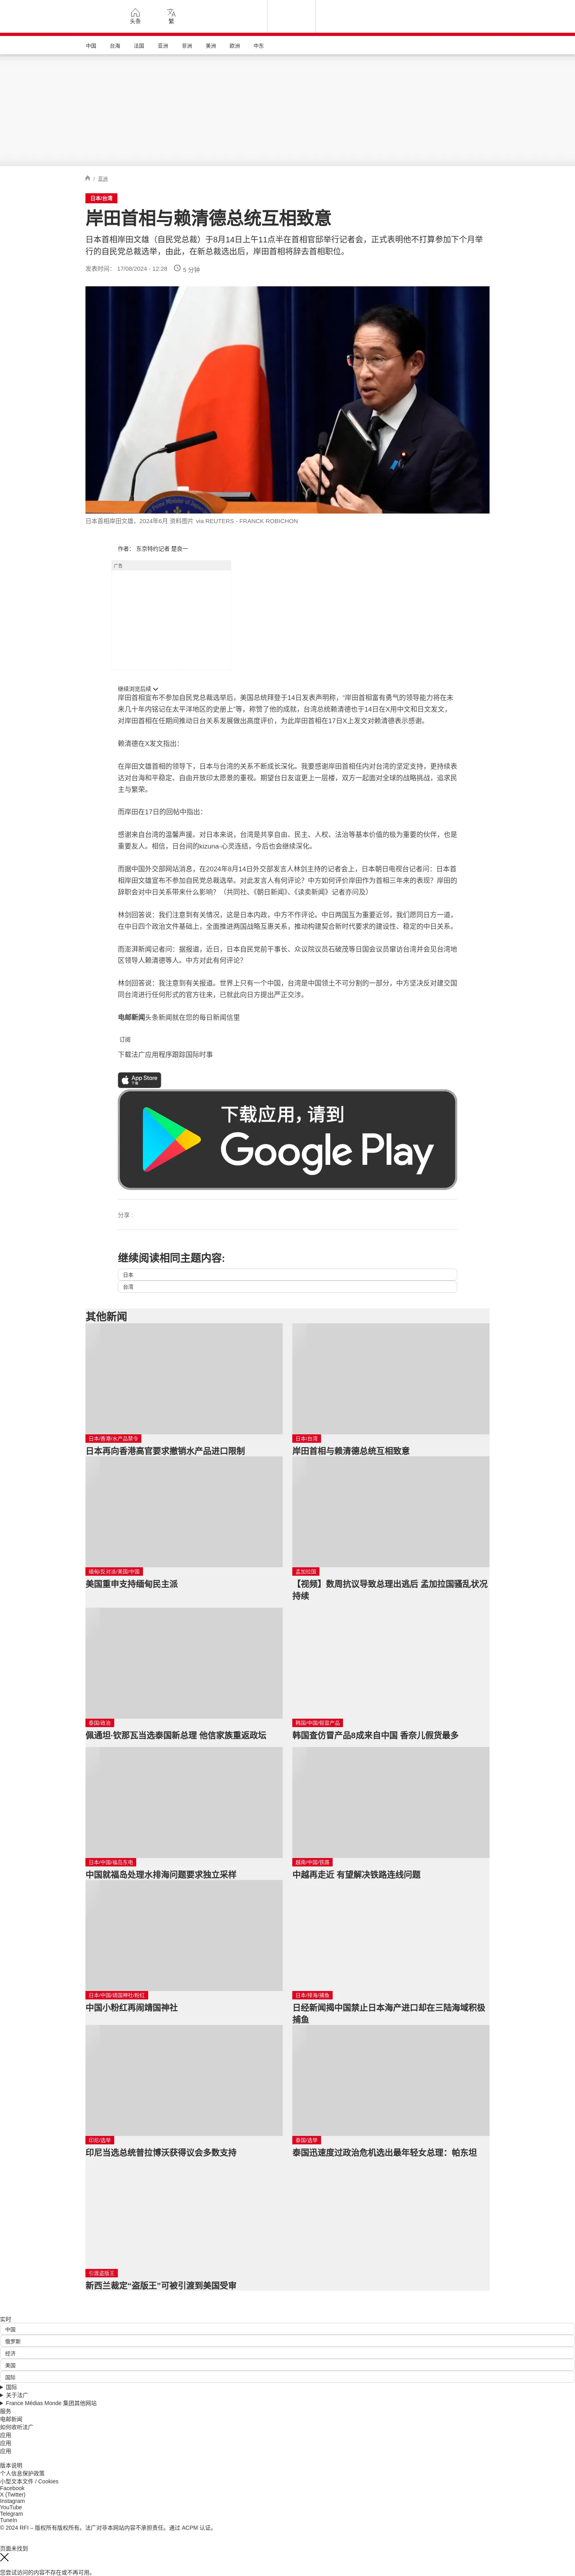 头条
繁
中国
台海
法国
亚洲
非洲
美洲
欧洲
中东
/ 亚洲
日本/台湾
岸田首相与赖清德总统互相致意
日本首相岸田文雄（自民党总裁）于8月14日上午11点半在首相官邸举行记者会，正式表明他不打算参加下个月举
行的自民党总裁选举，由此，在新总裁选出后，岸田首相将辞去首相职位。
发表时间： 17/08/2024 - 12:28
5 分钟
日本首相岸田文雄，2024年6月 资料图片 via REUTERS - FRANCK ROBICHON
作者： 东京特约记者 楚良一
广告
继续浏览后续
岸田首相宣布不参加自民党总裁选举后，美国总统拜登于14日发表声明称，“岸田首相富有勇气的领导能力将在未
来几十年内铭记在太平洋地区的史册上”等，称赞了他的成就，台湾总统赖清德也于14日在X用中文和日文发文，
对岸田首相在任期间推动日台关系发展做出高度评价，为此岸田首相在17日X上发文对赖清德表示感谢。
赖清德在X发文指出：
在岸田文雄首相的领导下，日本与台湾的关系不断成长深化。我要感谢岸田首相任内对台湾的坚定支持，更持续表
达对台海和平稳定、自由开放印太愿景的重视。期望台日友谊更上一层楼，双方一起面对全球的战略挑战，追求民
主与繁荣。
而岸田在17日的回帖中指出：
感谢来自台湾的温馨声援。对日本来说，台湾是共享自由、民主、人权、法治等基本价值的极为重要的伙伴，也是
重要友人。相信，日台间的kizuna-心灵连结，今后也会继续深化。
而据中国外交部网站消息，在2024年8月14日外交部发言人林剑主持的记者会上，日本朝日电视台记者问：日本首
相岸田文雄宣布不参加自民党总裁选举。对此发言人有何评论？中方如何评价岸田作为首相三年来的表现？岸田的
辞职会对中日关系带来什么影响？（共同社、《朝日新闻》、《读卖新闻》记者亦问及）
林剑回答说：我们注意到有关情况，这是日本内政，中方不作评论。中日两国互为重要近邻，我们愿同日方一道，
在中日四个政治文件基础上，全面推进两国战略互惠关系，推动构建契合新时代要求的建设性、稳定的中日关系。
而澎湃新闻记者问：据报道，近日，日本自民党前干事长、众议院议员石破茂等日国会议员窜访台湾并会见台湾地
区领导人赖清德等人。中方对此有何评论？
林剑回答说：我注意到有关报道。世界上只有一个中国，台湾是中国领土不可分割的一部分，中方坚决反对建交国
同台湾进行任何形式的官方往来，已就此向日方提出严正交涉。
电邮新闻头条新闻就在您的每日新闻信里
订阅
下载法广应用程序跟踪国际时事
App Store
下载
下载应用，请到
Google Play
分享 :
继续阅读相同主题内容:
日本
台湾
其他新闻
日本/香港/水产品禁令
日本再向香港高官要求撤销水产品进口限制
日本/台湾
岸田首相与赖清德总统互相致意
缅甸/反对派/美国/中国
美国重申支持缅甸民主派
孟加拉国
【视频】数周抗议导致总理出逃后 孟加拉国骚乱状况
持续
泰国/政治
佩通坦·钦那瓦当选泰国新总理 他信家族重返政坛
韩国/中国/假冒产品
韩国查仿冒产品8成来自中国 香奈儿假货最多
日本/中国/福岛东电
中国就福岛处理水排海问题要求独立采样
越南/中国/铁路
中越再走近 有望解决铁路连线问题
日本/中国/靖国神社/粉红
中国小粉红再闹靖国神社
日本/排海/捕鱼
日经新闻揭中国禁止日本海产进口却在三陆海域积极
捕鱼
印尼/选举
印尼当选总统普拉博沃获得议会多数支持
泰国/选举
泰国迅速度过政治危机选出最年轻女总理：帕东坦
引渡盗版王
新西兰裁定“盗版王”可被引渡到美国受审
实时
中国
俄罗斯
经济
美国
国际
国际
关于法广
France Médias Monde 集团其他网站
服务
电邮新闻
如何收听法广
应用
应用
应用
版本说明
个人信息保护政策
小型文本文件 / Cookies
Facebook
X (Twitter)
Instagram
YouTube
Telegram
TuneIn
© 2024 RFI – 版权所有版权所有。法广对非本网站内容不承担责任。通过 ACPM 认证。
页面未找到
您尝试访问的内容不存在或不再可用。